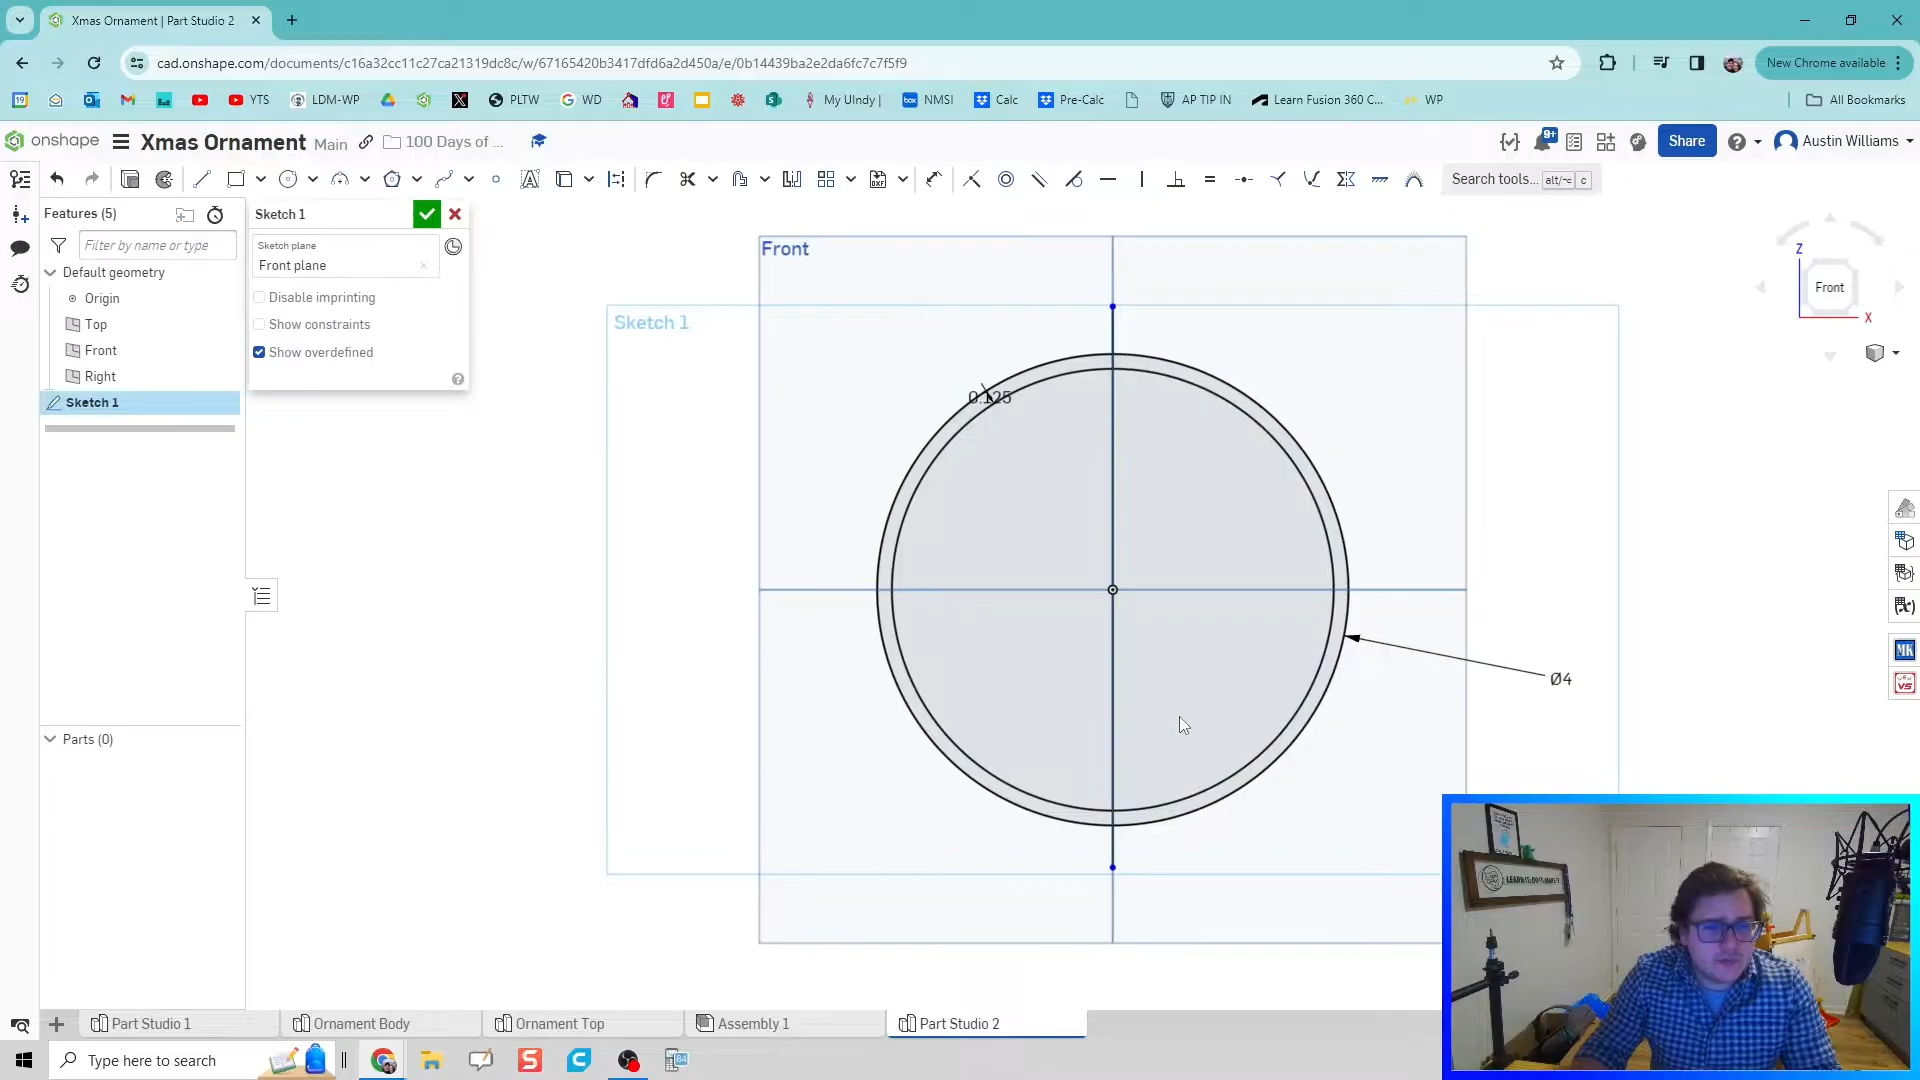 Xmas Ornament | Part Studio 2
cad.onshape.com/documents/c16a32cc11c27ca21319dc8c/w/67165420b3417dfd6a2d450a/e/0b14439ba2e2da6fc7c7f5f9
New Chrome available
YTS
LDM-WP
PLTW
WD
My UIndy |
NMSI
Calc
Pre-Calc
AP TIP IN
Learn Fusion 360 C...
WP
All Bookmarks
onshape
Xmas Ornament Main
100 Days of ...
9+
Share
Austin Williams
Search tools... alt/⌥ c
Features (5)
Filter by name or type
Default geometry
Origin
Top
Front
Right
Sketch 1
Parts (0)
Sketch 1
Sketch plane
Front plane
Disable imprinting
Show constraints
Show overdefined
Front
Sketch 1
0.125
Ø4
Z
Front
X
MK
V5
Part Studio 1
Ornament Body
Ornament Top
Assembly 1
Part Studio 2
Type here to search